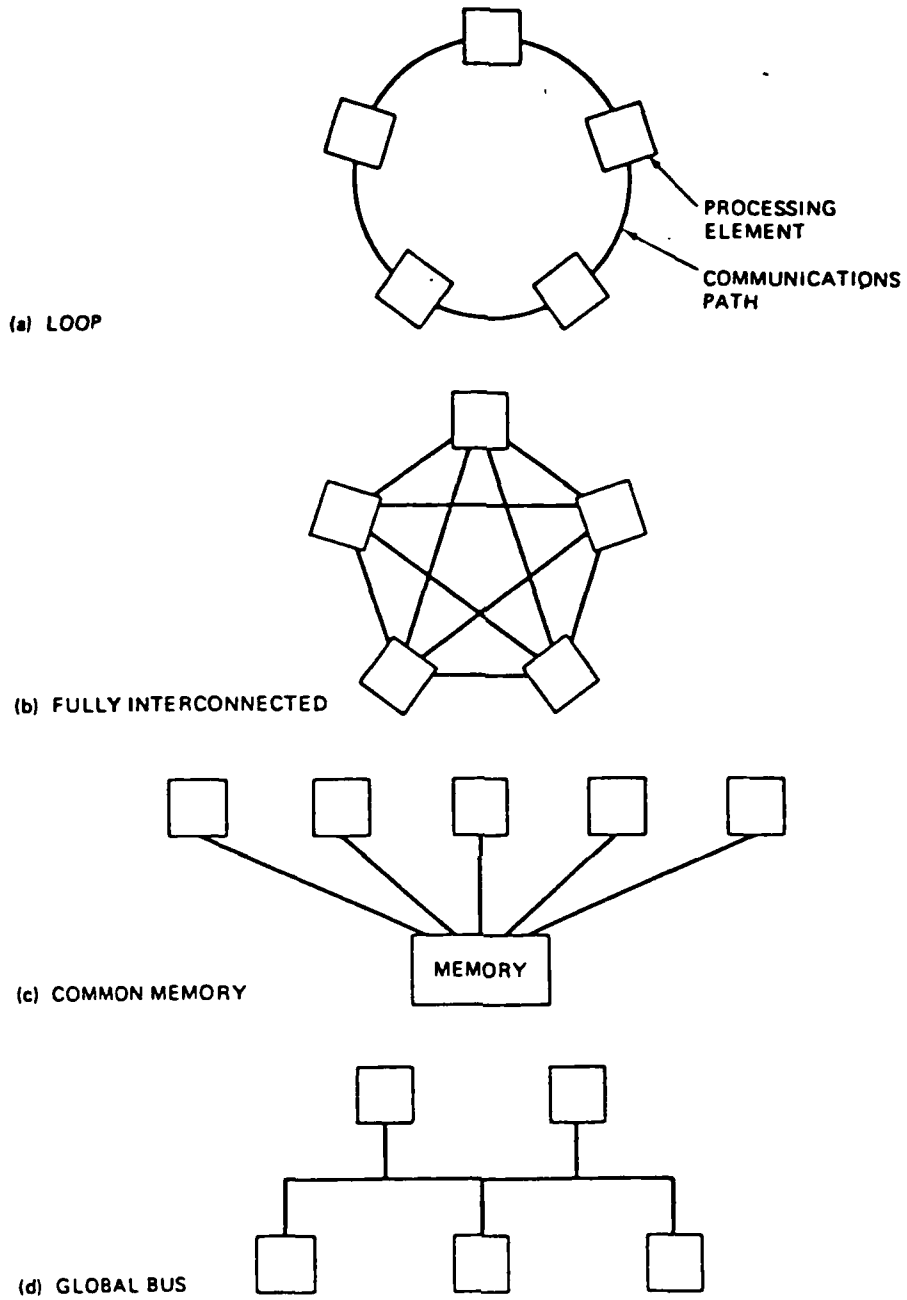 PROCESSING
ELEMENT
COMMUNICATIONS
PATH
(a) LOOP
(b) FULLY INTERCONNECTED
MEMORY
(c) COMMON MEMORY
(d) GLOBAL BUS